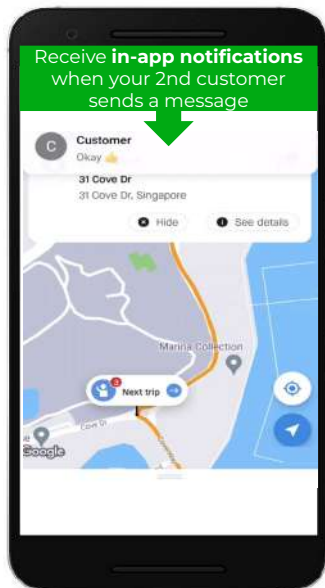 Receive in-app notifications
when your 2nd customer
sends a message
C
Customer
Okay 👍
31 Cove Dr
31 Cove Dr, Singapore
Hide
See details
Marina Collection
3
Next trip
Cove Dr
Google